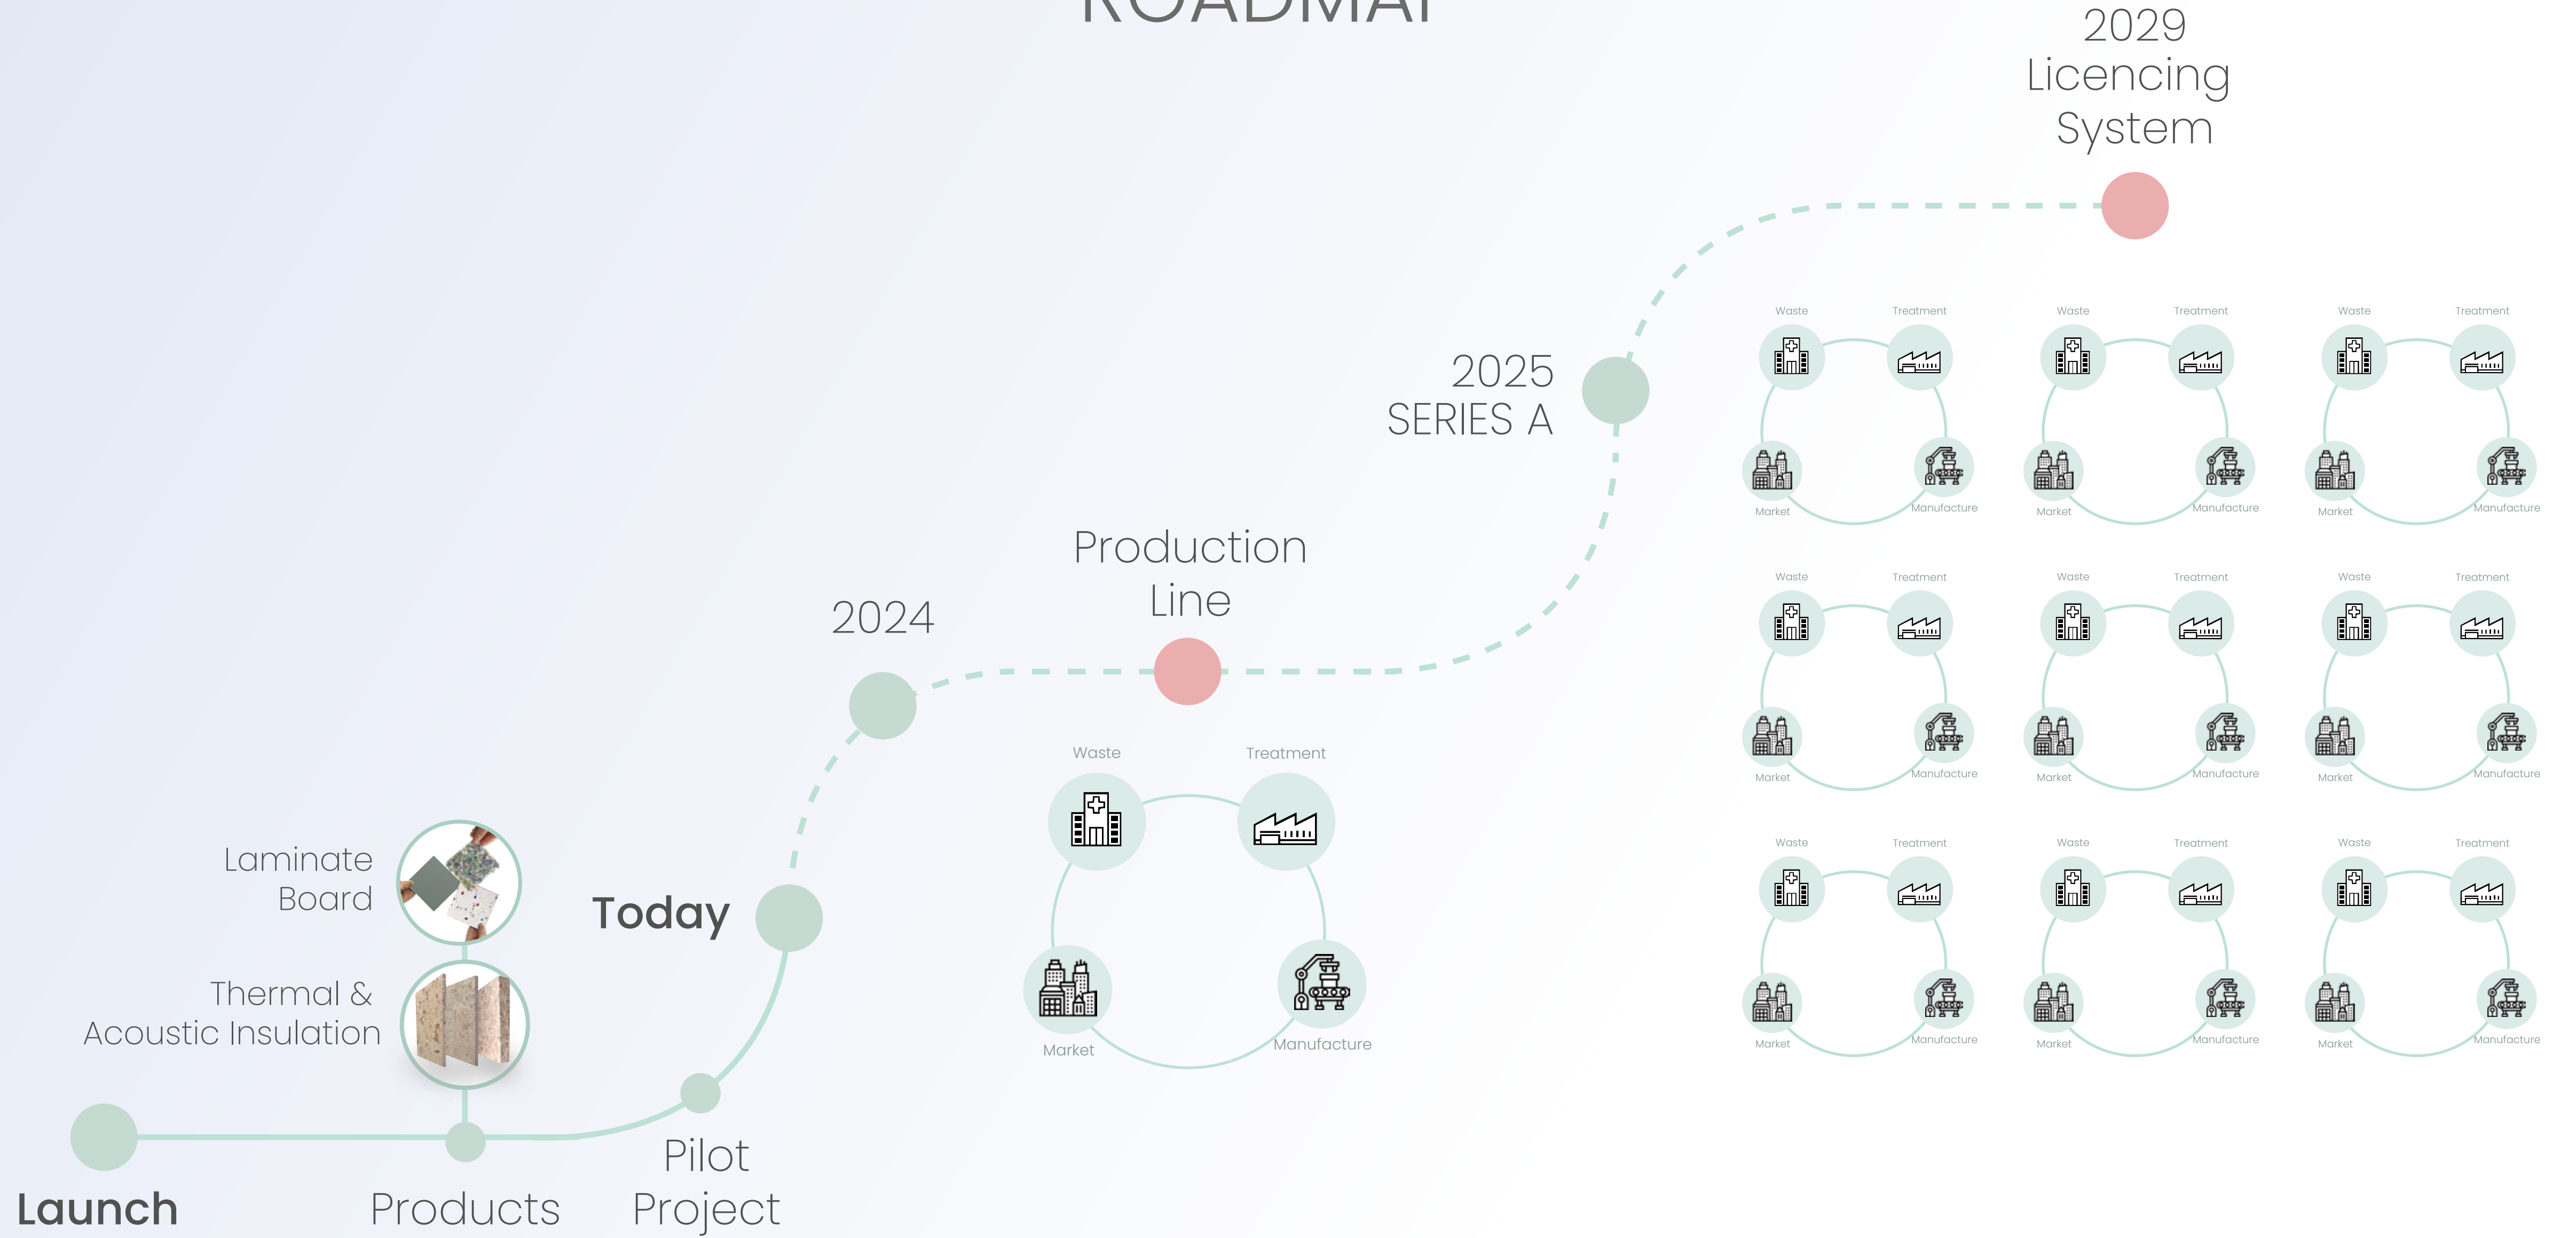 ROADMAP
2029
Licencing
System
2025
SERIES A
Production
Line
2024
Today
Laminate
Board
Thermal &
Acoustic Insulation
Launch
Products
Pilot
Project
Waste
Treatment
Market
Manufacture
Waste
Treatment
Market
Manufacture
Waste
Treatment
Market
Manufacture
Waste
Treatment
Market
Manufacture
Waste
Treatment
Market
Manufacture
Waste
Treatment
Market
Manufacture
Waste
Treatment
Market
Manufacture
Waste
Treatment
Market
Manufacture
Waste
Treatment
Market
Manufacture
Waste
Treatment
Market
Manufacture